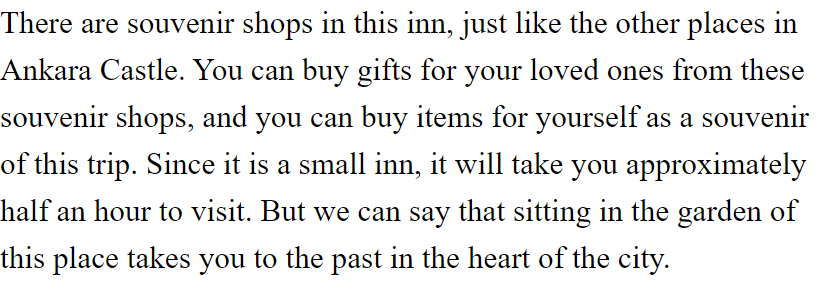 There are souvenir shops in this inn, just like the other places in
Ankara Castle. You can buy gifts for your loved ones from these
souvenir shops, and you can buy items for yourself as a souvenir
of this trip. Since it is a small inn, it will take you approximately
half an hour to visit. But we can say that sitting in the garden of
this place takes you to the past in the heart of the city.